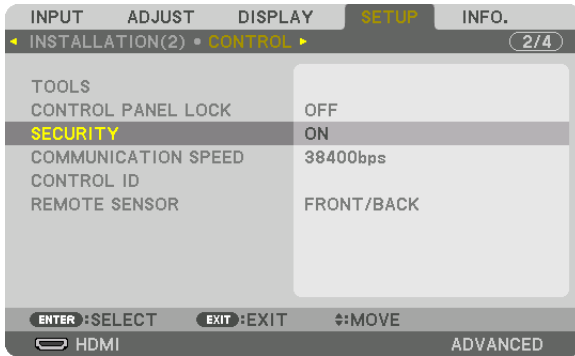 INPUT ADJUST DISPLAY SETUP INFO.
INSTALLATION(2) • CONTROL 2/4
TOOLS
CONTROL PANEL LOCK OFF
SECURITY ON
COMMUNICATION SPEED 38400bps
CONTROL ID
REMOTE SENSOR FRONT/BACK
ENTER :SELECT EXIT :EXIT :MOVE
HDMI ADVANCED